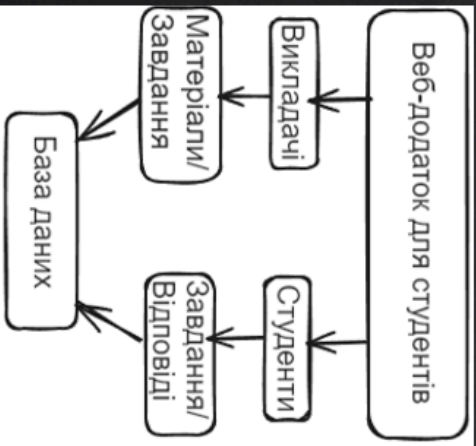 Веб-додаток для студентів
Викладачі
Студенти
Матеріали/
Завдання
Завдання/
Відповіді
База даних